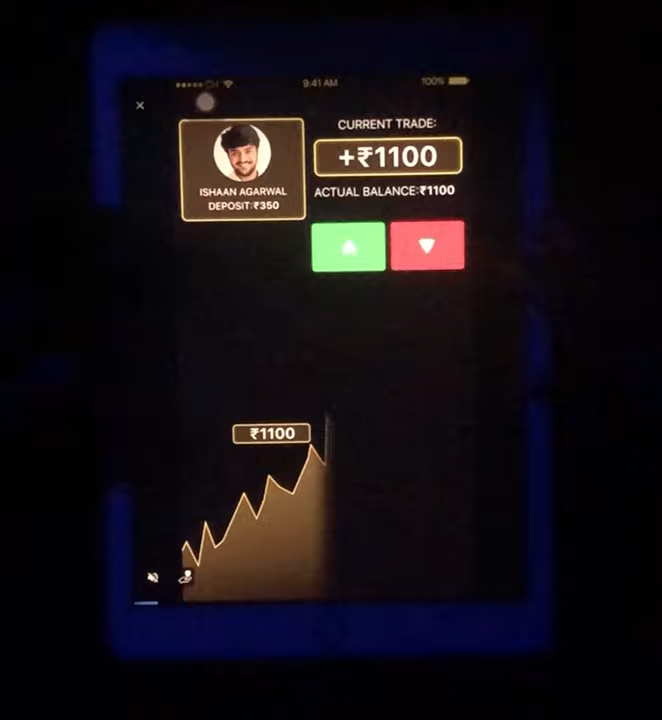 9:41 AM
100%
CURRENT TRADE:
+₹1100
ISHAAN AGARWAL
DEPOSIT:₹350
ACTUAL BALANCE:₹1100
₹1100